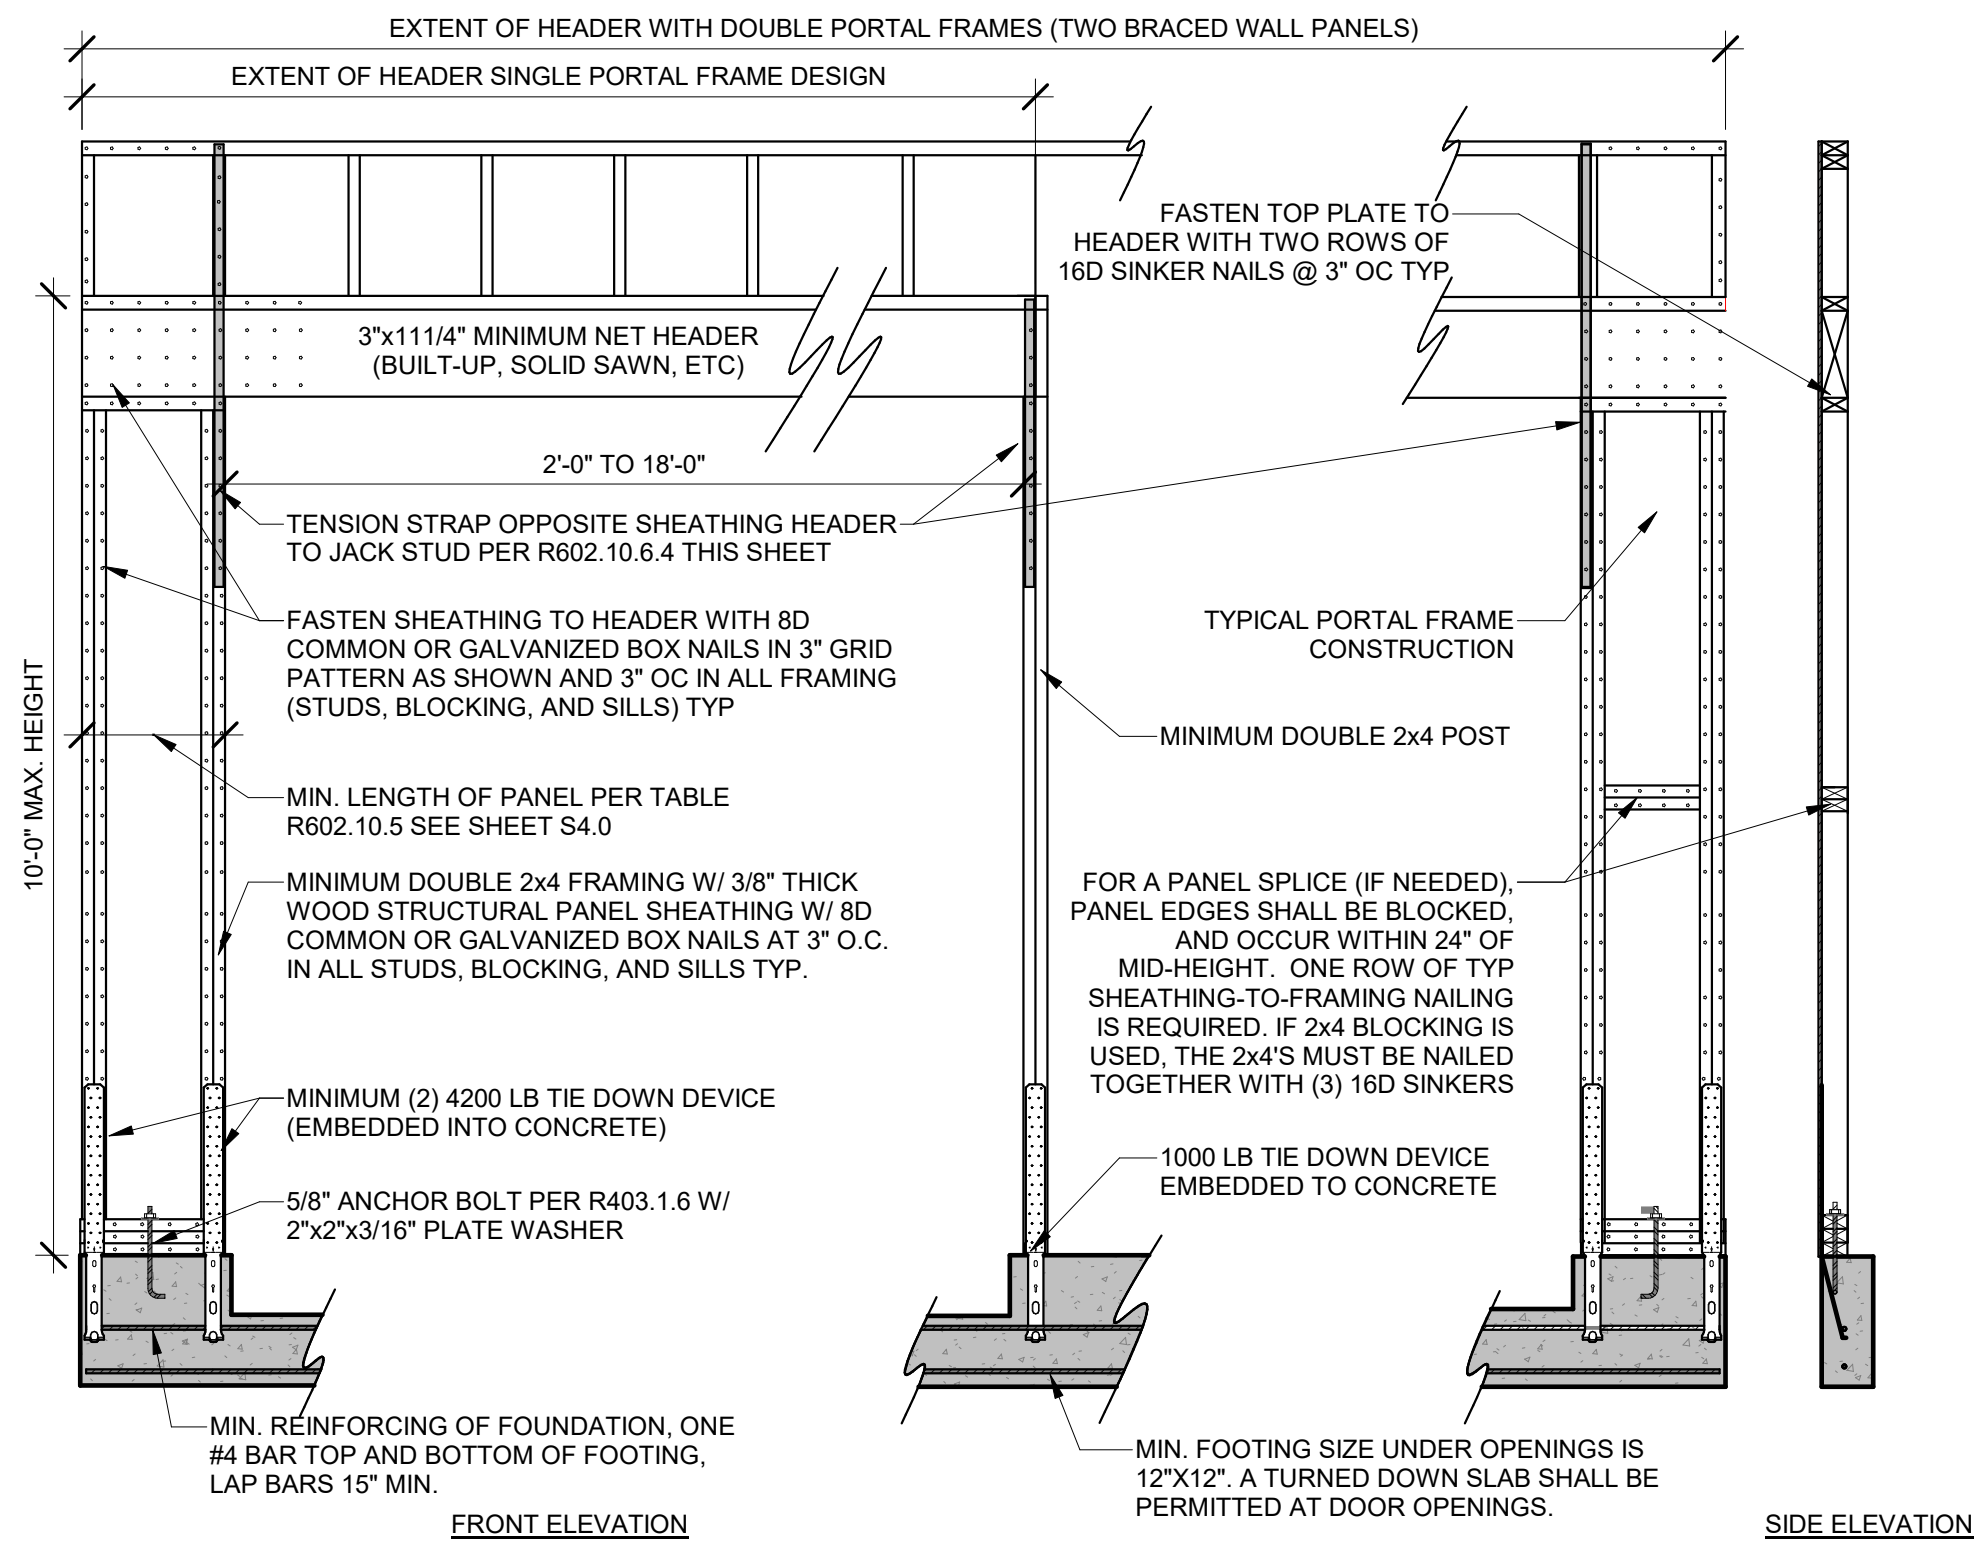 EXTENT OF HEADER WITH DOUBLE PORTAL FRAMES (TWO BRACED WALL PANELS)
EXTENT OF HEADER SINGLE PORTAL FRAME DESIGN
FASTEN TOP PLATE TO
HEADER WITH TWO ROWS OF
16D SINKER NAILS @ 3" OC TYP
3"x111/4" MINIMUM NET HEADER
(BUILT-UP, SOLID SAWN, ETC)
2'-0" TO 18'-0"
TENSION STRAP OPPOSITE SHEATHING HEADER
TO JACK STUD PER R602.10.6.4 THIS SHEET
FASTEN SHEATHING TO HEADER WITH 8D
COMMON OR GALVANIZED BOX NAILS IN 3" GRID
PATTERN AS SHOWN AND 3" OC IN ALL FRAMING
(STUDS, BLOCKING, AND SILLS) TYP
TYPICAL PORTAL FRAME
CONSTRUCTION
MINIMUM DOUBLE 2x4 POST
10'-0" MAX. HEIGHT
MIN. LENGTH OF PANEL PER TABLE
R602.10.5 SEE SHEET S4.0
MINIMUM DOUBLE 2x4 FRAMING W/ 3/8" THICK
WOOD STRUCTURAL PANEL SHEATHING W/ 8D
COMMON OR GALVANIZED BOX NAILS AT 3" O.C.
IN ALL STUDS, BLOCKING, AND SILLS TYP.
FOR A PANEL SPLICE (IF NEEDED),
PANEL EDGES SHALL BE BLOCKED,
AND OCCUR WITHIN 24" OF
MID-HEIGHT. ONE ROW OF TYP
SHEATHING-TO-FRAMING NAILING
IS REQUIRED. IF 2x4 BLOCKING IS
USED, THE 2x4'S MUST BE NAILED
TOGETHER WITH (3) 16D SINKERS
MINIMUM (2) 4200 LB TIE DOWN DEVICE
(EMBEDDED INTO CONCRETE)
1000 LB TIE DOWN DEVICE
EMBEDDED TO CONCRETE
5/8" ANCHOR BOLT PER R403.1.6 W/
2"x2"x3/16" PLATE WASHER
MIN. REINFORCING OF FOUNDATION, ONE
#4 BAR TOP AND BOTTOM OF FOOTING,
LAP BARS 15" MIN.
MIN. FOOTING SIZE UNDER OPENINGS IS
12"X12". A TURNED DOWN SLAB SHALL BE
PERMITTED AT DOOR OPENINGS.
FRONT ELEVATION
SIDE ELEVATION